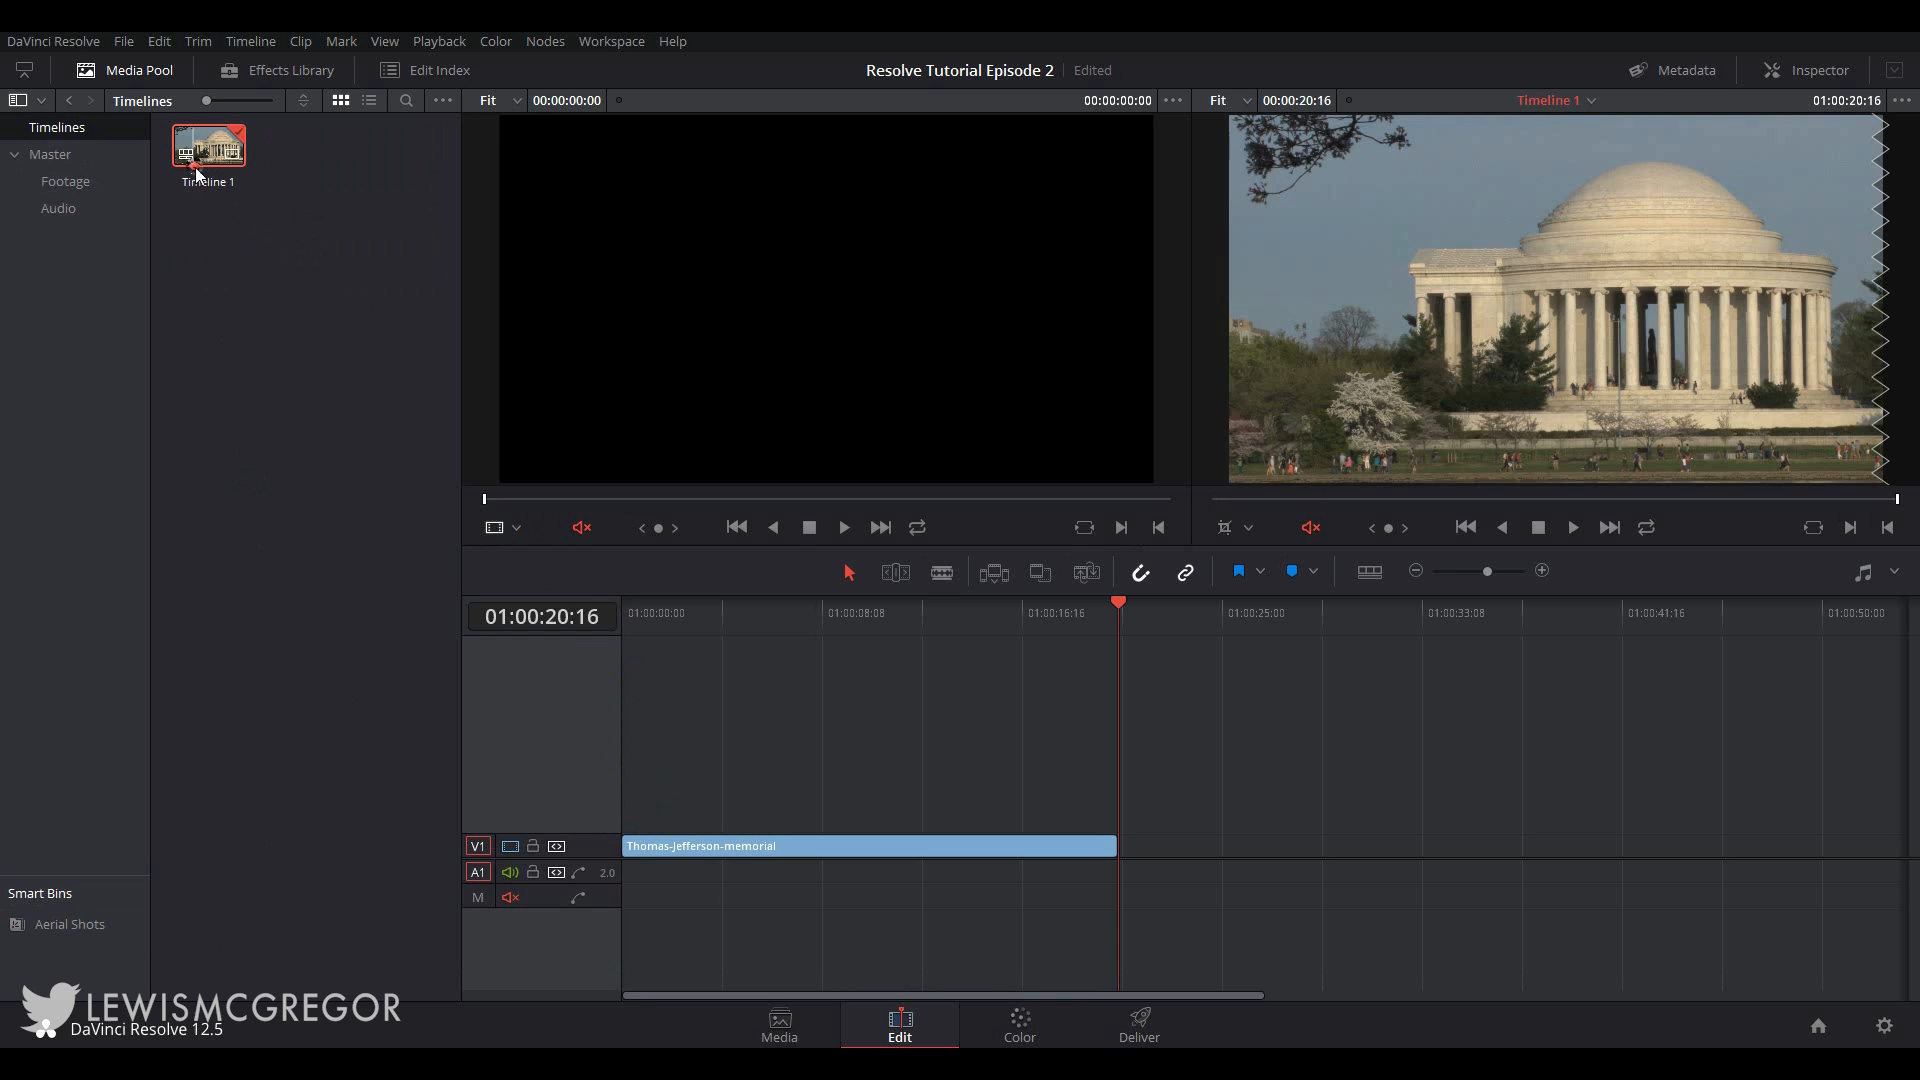 DaVinci Resolve File Edit Trim Timeline Clip Mark View Playback Color Nodes Workspace Help
Media Pool Effects Library Edit Index Resolve Tutorial Episode 2 Edited Metadata Inspector
Timelines Fit 00:00:00:00 00:00:00:00 Fit 00:00:20:16 Timeline 1 01:00:20:16
Timelines
Master
Footage
Audio
Timeline 1
01:00:20:16 01:00:00:00 01:00:08:08 01:00:16:16 01:00:25:00 01:00:33:08 01:00:41:16 01:00:50:00
V1 Thomas-Jefferson-memorial
A1 2.0
M
Smart Bins
Aerial Shots
LEWISMCGREGOR
DaVinci Resolve 12.5
Media Edit Color Deliver